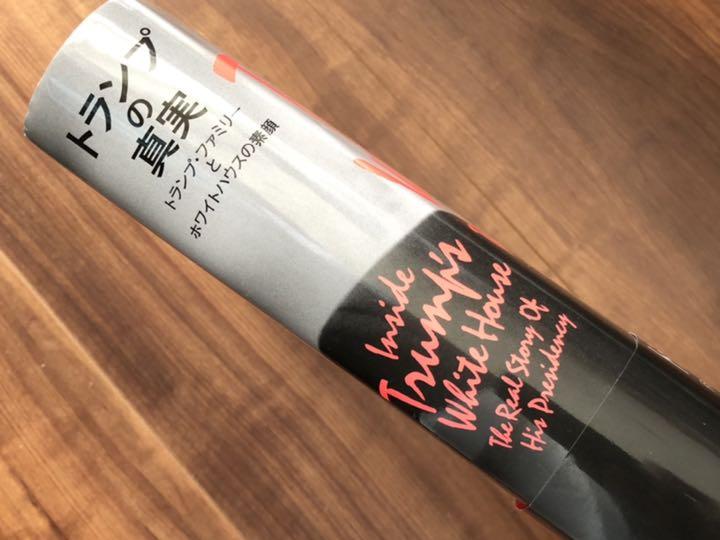 トランプ
の
真実
トランプ・ファミリー
と
ホワイトハウスの素顔
Inside
Trump's
White House
The Real Story Of
His Presidency